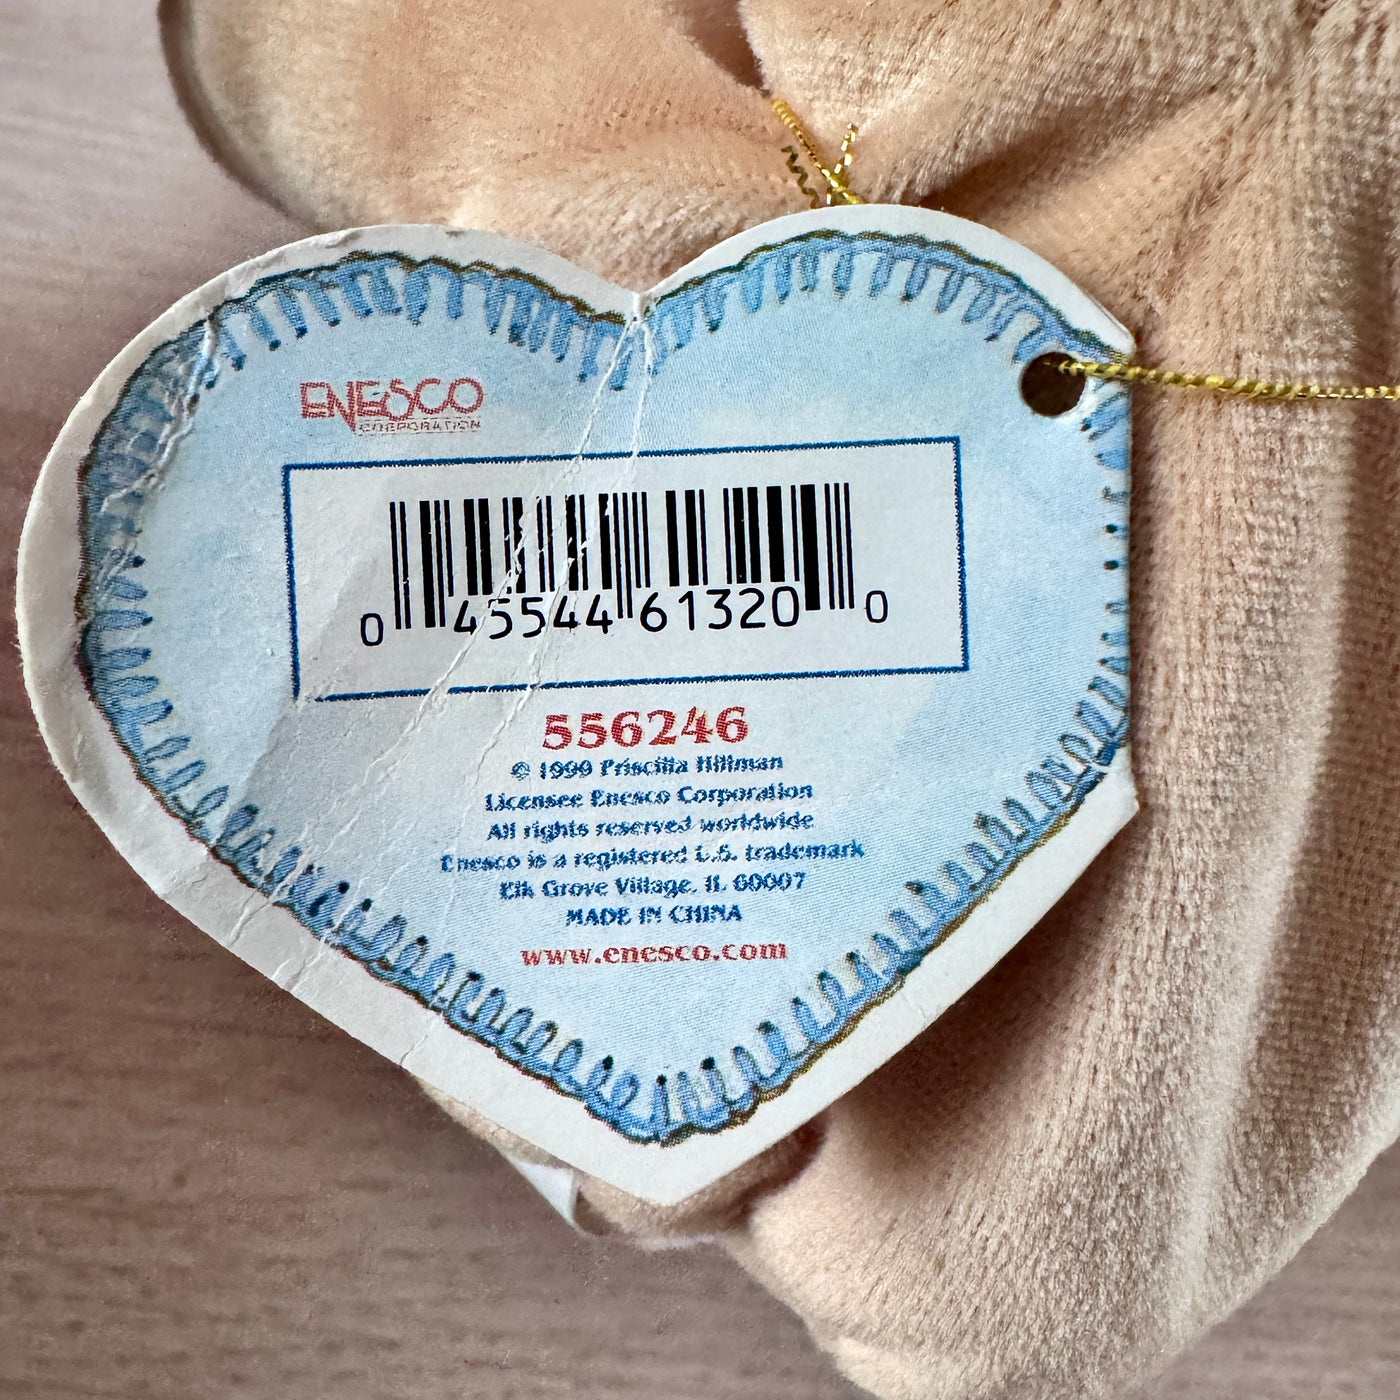 ENESCO
CORPORATION
0 45544 61320 0
556246
© 1999 Priscilla Hillman
Licensee Enesco Corporation
All rights reserved worldwide
Enesco is a registered U.S. trademark
Elk Grove Village, IL 60007
MADE IN CHINA
www.enesco.com